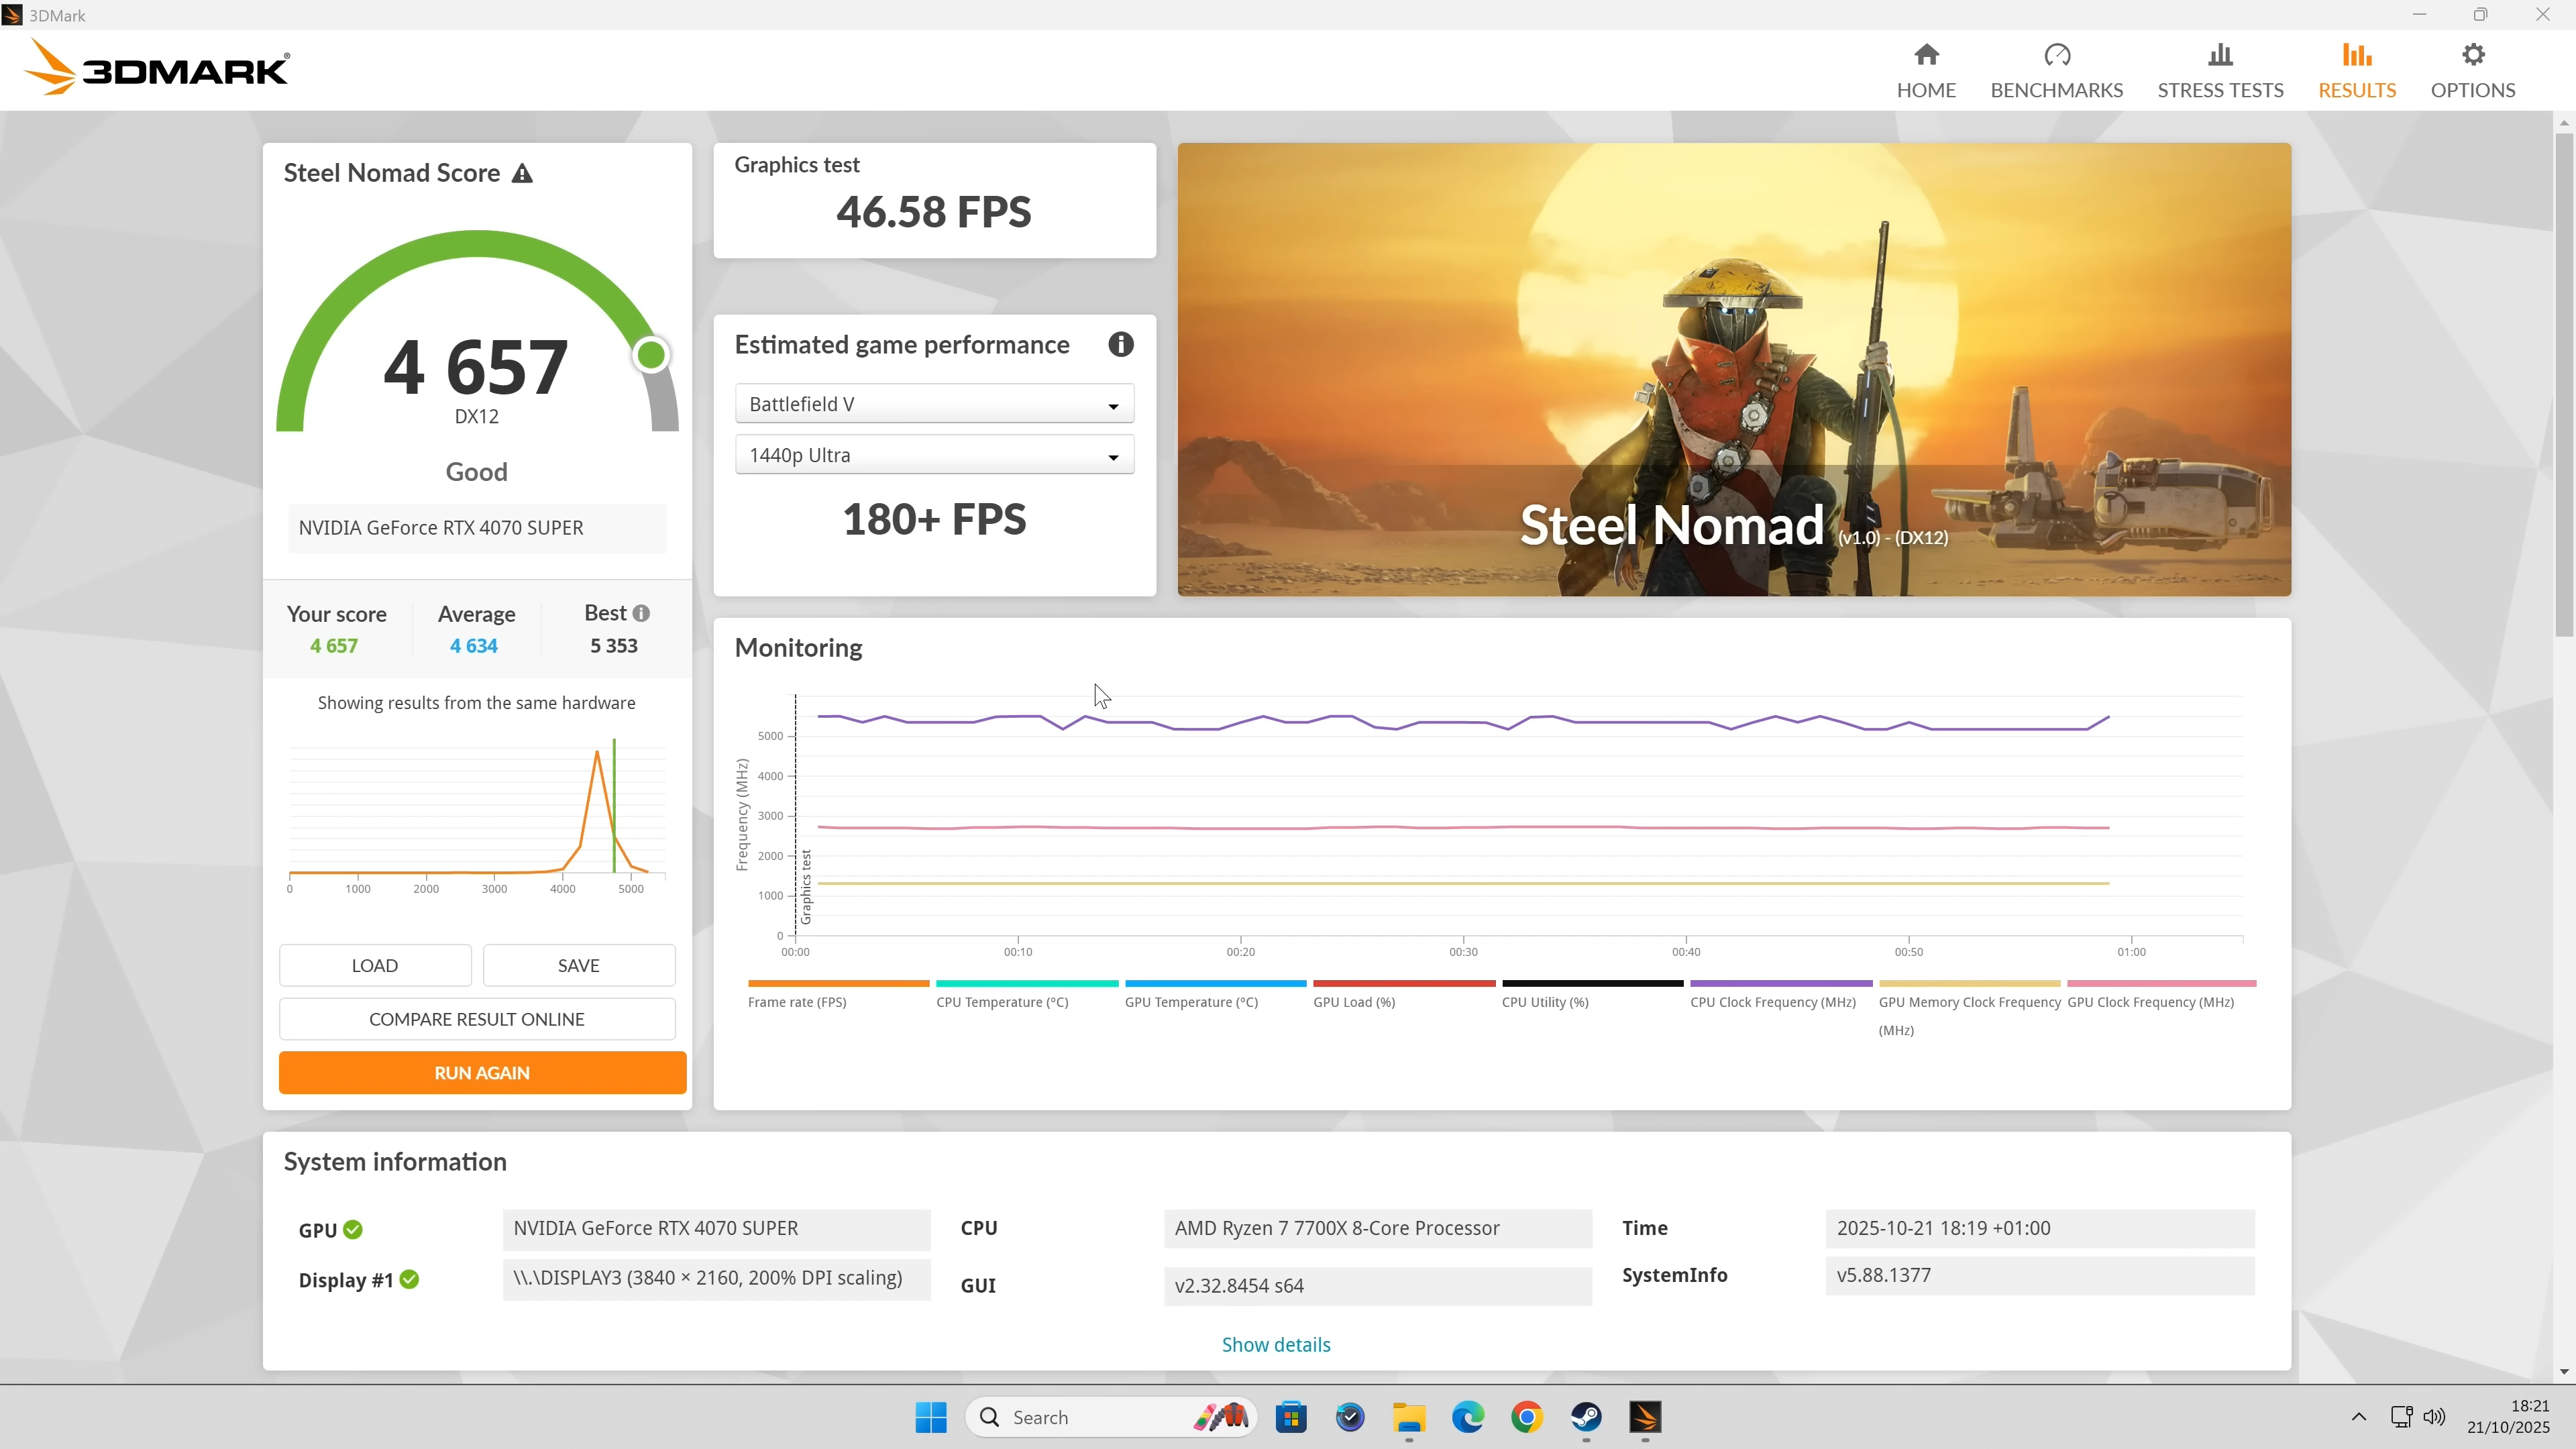 3DMark
3DMARK®
HOME
BENCHMARKS
STRESS TESTS
RESULTS
OPTIONS
Steel Nomad Score
4 657
DX12
Good
NVIDIA GeForce RTX 4070 SUPER
Your score
Average
Best
4 657
4 634
5 353
Showing results from the same hardware
0
1000
2000
3000
4000
5000
LOAD
SAVE
COMPARE RESULT ONLINE
RUN AGAIN
Graphics test
46.58 FPS
Estimated game performance
Battlefield V
1440p Ultra
180+ FPS
Steel Nomad (v1.0) - (DX12)
Monitoring
Frequency (MHz)
5000
4000
3000
2000
1000
0
Graphics test
00:00
00:10
00:20
00:30
00:40
00:50
01:00
Frame rate (FPS)
CPU Temperature (°C)
GPU Temperature (°C)
GPU Load (%)
CPU Utility (%)
CPU Clock Frequency (MHz)
GPU Memory Clock Frequency
(MHz)
GPU Clock Frequency (MHz)
System information
GPU
NVIDIA GeForce RTX 4070 SUPER
Display #1
\\.\DISPLAY3 (3840 × 2160, 200% DPI scaling)
CPU
AMD Ryzen 7 7700X 8-Core Processor
GUI
v2.32.8454 s64
Time
2025-10-21 18:19 +01:00
SystemInfo
v5.88.1377
Show details
Search
18:21
21/10/2025